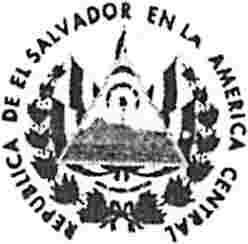 REPUBLICA DE EL SALVADOR EN LA AMERICA CENTRAL